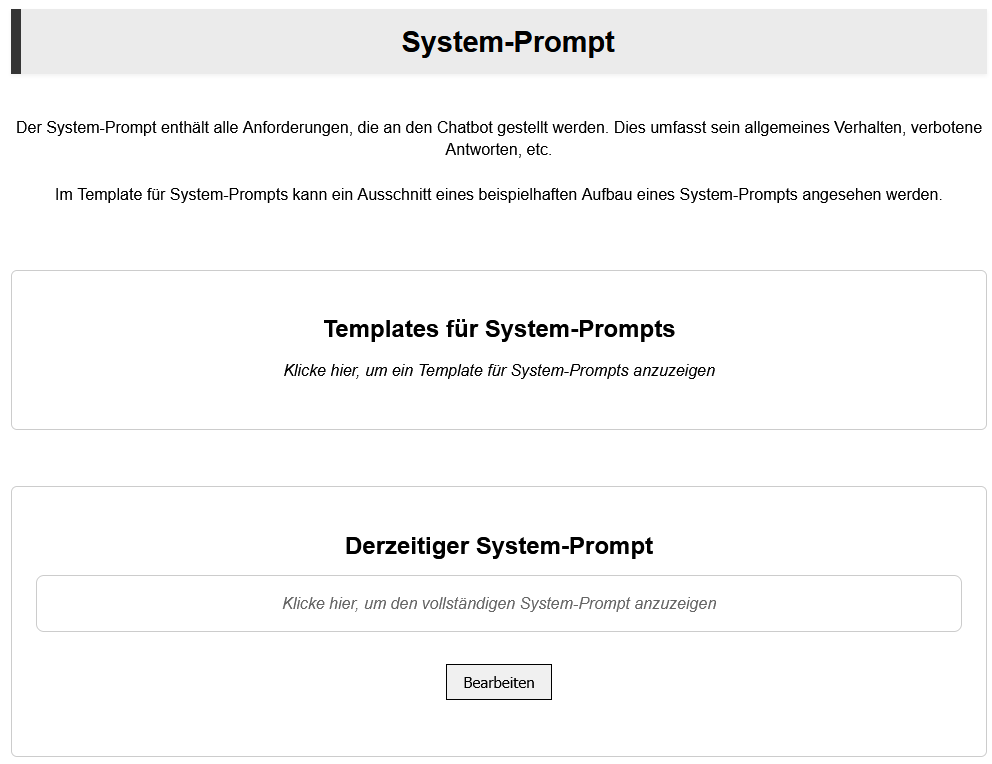 System-Prompt
Der System-Prompt enthält alle Anforderungen, die an den Chatbot gestellt werden. Dies umfasst sein allgemeines Verhalten, verbotene
Antworten, etc.
Im Template für System-Prompts kann ein Ausschnitt eines beispielhaften Aufbau eines System-Prompts angesehen werden.
Templates für System-Prompts
Klicke hier, um ein Template für System-Prompts anzuzeigen
Derzeitiger System-Prompt
Klicke hier, um den vollständigen System-Prompt anzuzeigen
Bearbeiten